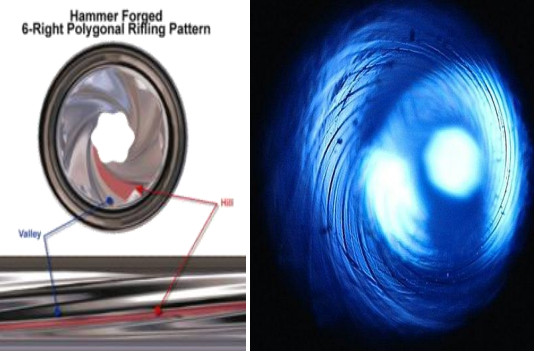 Hammer Forged
6-Right Polygonal Rifling Pattern
Hill
Valley